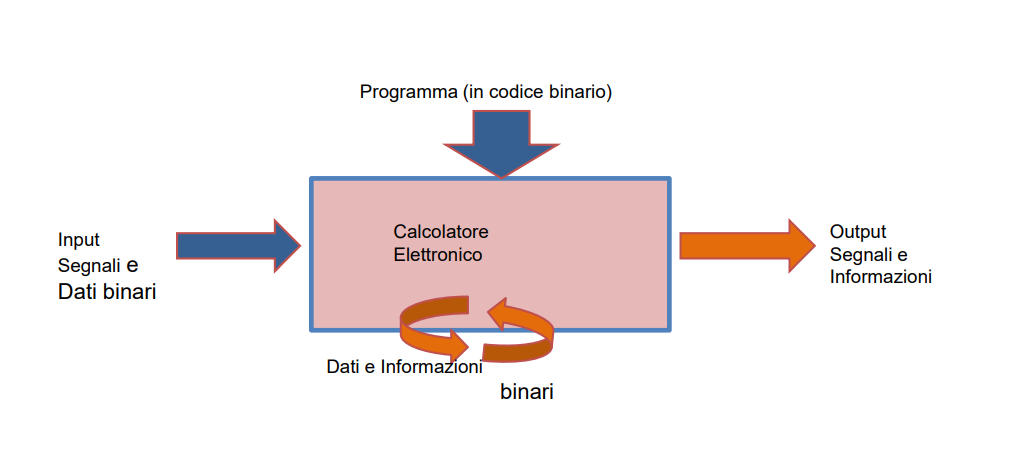 Programma (in codice binario)
Input
Segnali e
Dati binari
Calcolatore
Elettronico
Output
Segnali e
Informazioni
Dati e Informazioni
binari